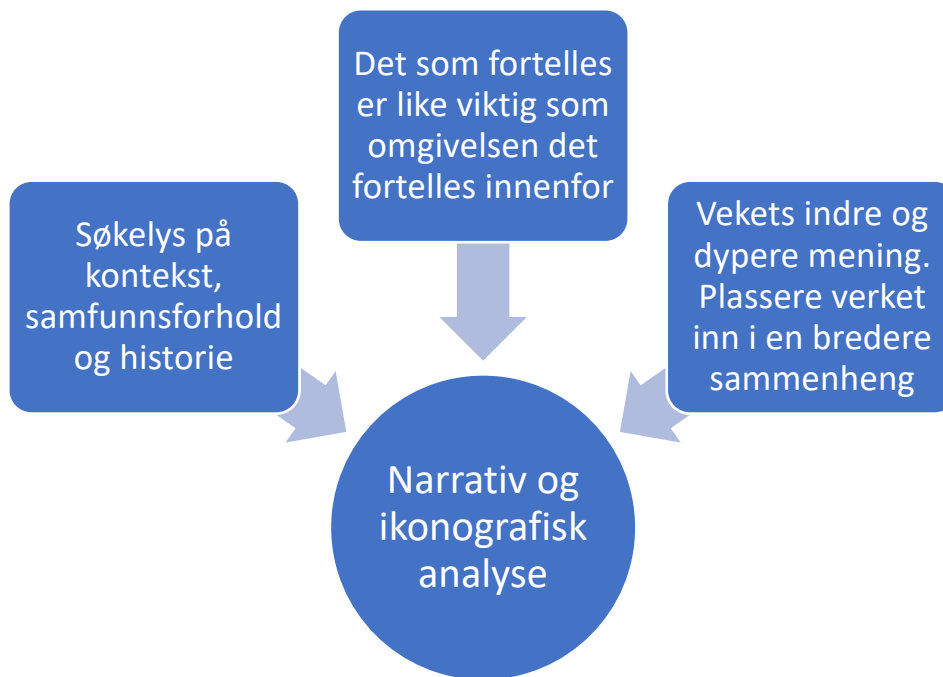 Det som fortelles
er like viktig som
omgivelsen det
fortelles innenfor
Søkelys på
kontekst,
samfunnsforhold
og historie
Vekets indre og
dypere mening.
Plassere verket
inn i en bredere
sammenheng
Narrativ og
ikonografisk
analyse